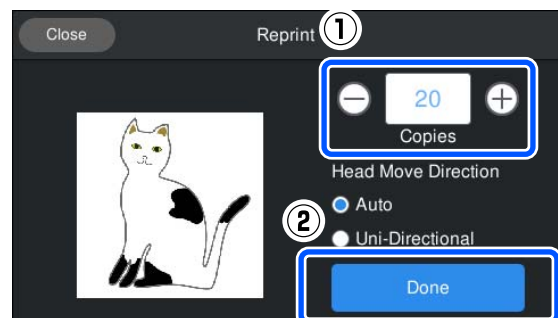 Close
Reprint
①
20
Copies
Head Move Direction
Auto
②
Uni-Directional
Done